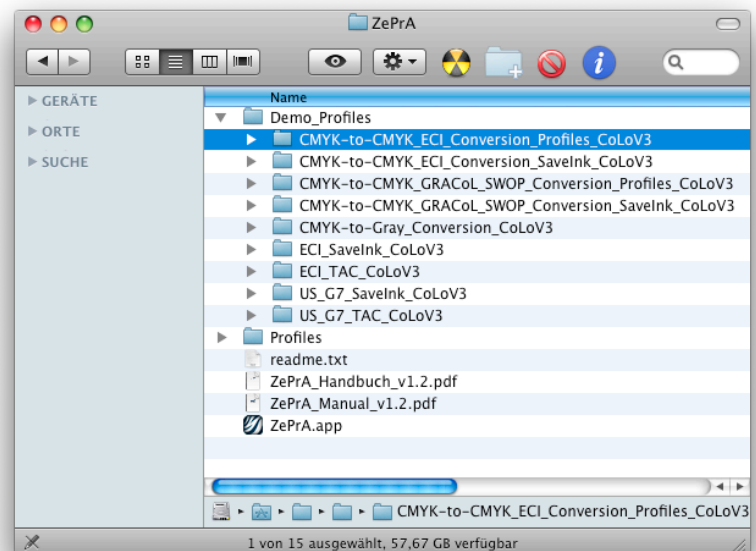 ZePrA
GERÄTE
ORTE
SUCHE
Name
Demo_Profiles
CMYK-to-CMYK_ECI_Conversion_Profiles_CoLoV3
CMYK-to-CMYK_ECI_Conversion_SaveInk_CoLoV3
CMYK-to-CMYK_GRACoL_SWOP_Conversion_Profiles_CoLoV3
CMYK-to-CMYK_GRACoL_SWOP_Conversion_SaveInk_CoLoV3
CMYK-to-Gray_Conversion_CoLoV3
ECI_SaveInk_CoLoV3
ECI_TAC_CoLoV3
US_G7_SaveInk_CoLoV3
US_G7_TAC_CoLoV3
Profiles
readme.txt
ZePrA_Handbuch_v1.2.pdf
ZePrA_Manual_v1.2.pdf
ZePrA.app
CMYK-to-CMYK_ECI_Conversion_Profiles_CoLoV3
1 von 15 ausgewählt, 57,67 GB verfügbar